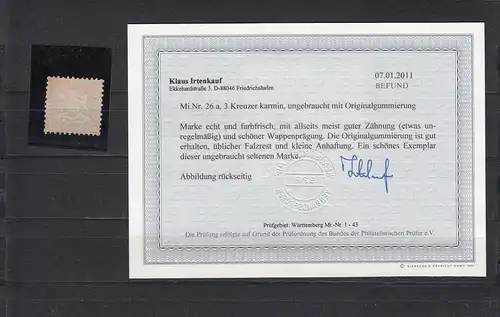 Klaus Irtenkauf
Ekkehardstraße 3, D-88046 Friedrichshafen
07.01.2011
BEFUND
Mi.Nr. 26 a, 3 Kreuzer karmin, ungebraucht mit Originalgummierung
Marke echt und farbfrisch, mit allseits meist guter Zähnung (etwas un-
regelmäßig) und schöner Wappenprägung. Die Originalgummierung ist gut
erhalten, üblicher Falzrest und kleine Anhaftung. Ein schönes Exemplar
dieser ungebraucht seltenen Marke.
Abbildung rückseitig
Prüfgebiet: Württemberg Mi.-Nr. 1 - 43
Die Prüfung erfolgte auf Grund der Prüfordnung des Bundes der Philatelistischen Prüfer e.V.